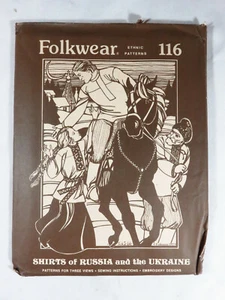 Folkwear ETHNIC PATTERNS 116
SHIRTS OF RUSSIA and the UKRAINE
PATTERNS FOR THREE VIEWS • SEWING INSTRUCTIONS • EMBROIDERY DESIGNS